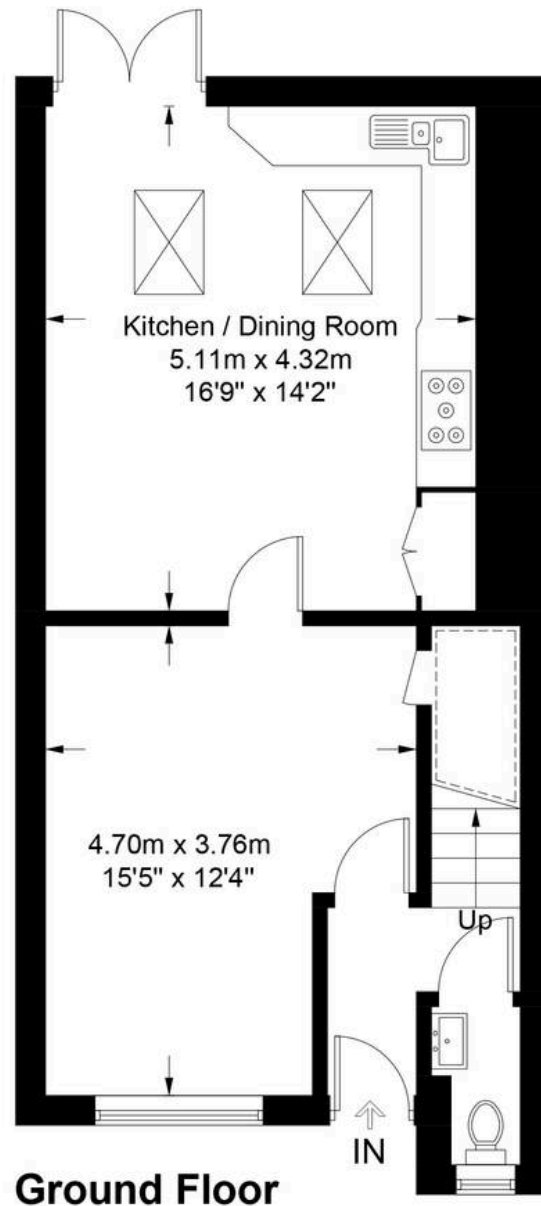 Kitchen / Dining Room
5.11m x 4.32m
16'9" x 14'2"
4.70m x 3.76m
15'5" x 12'4"
Up
IN
Ground Floor